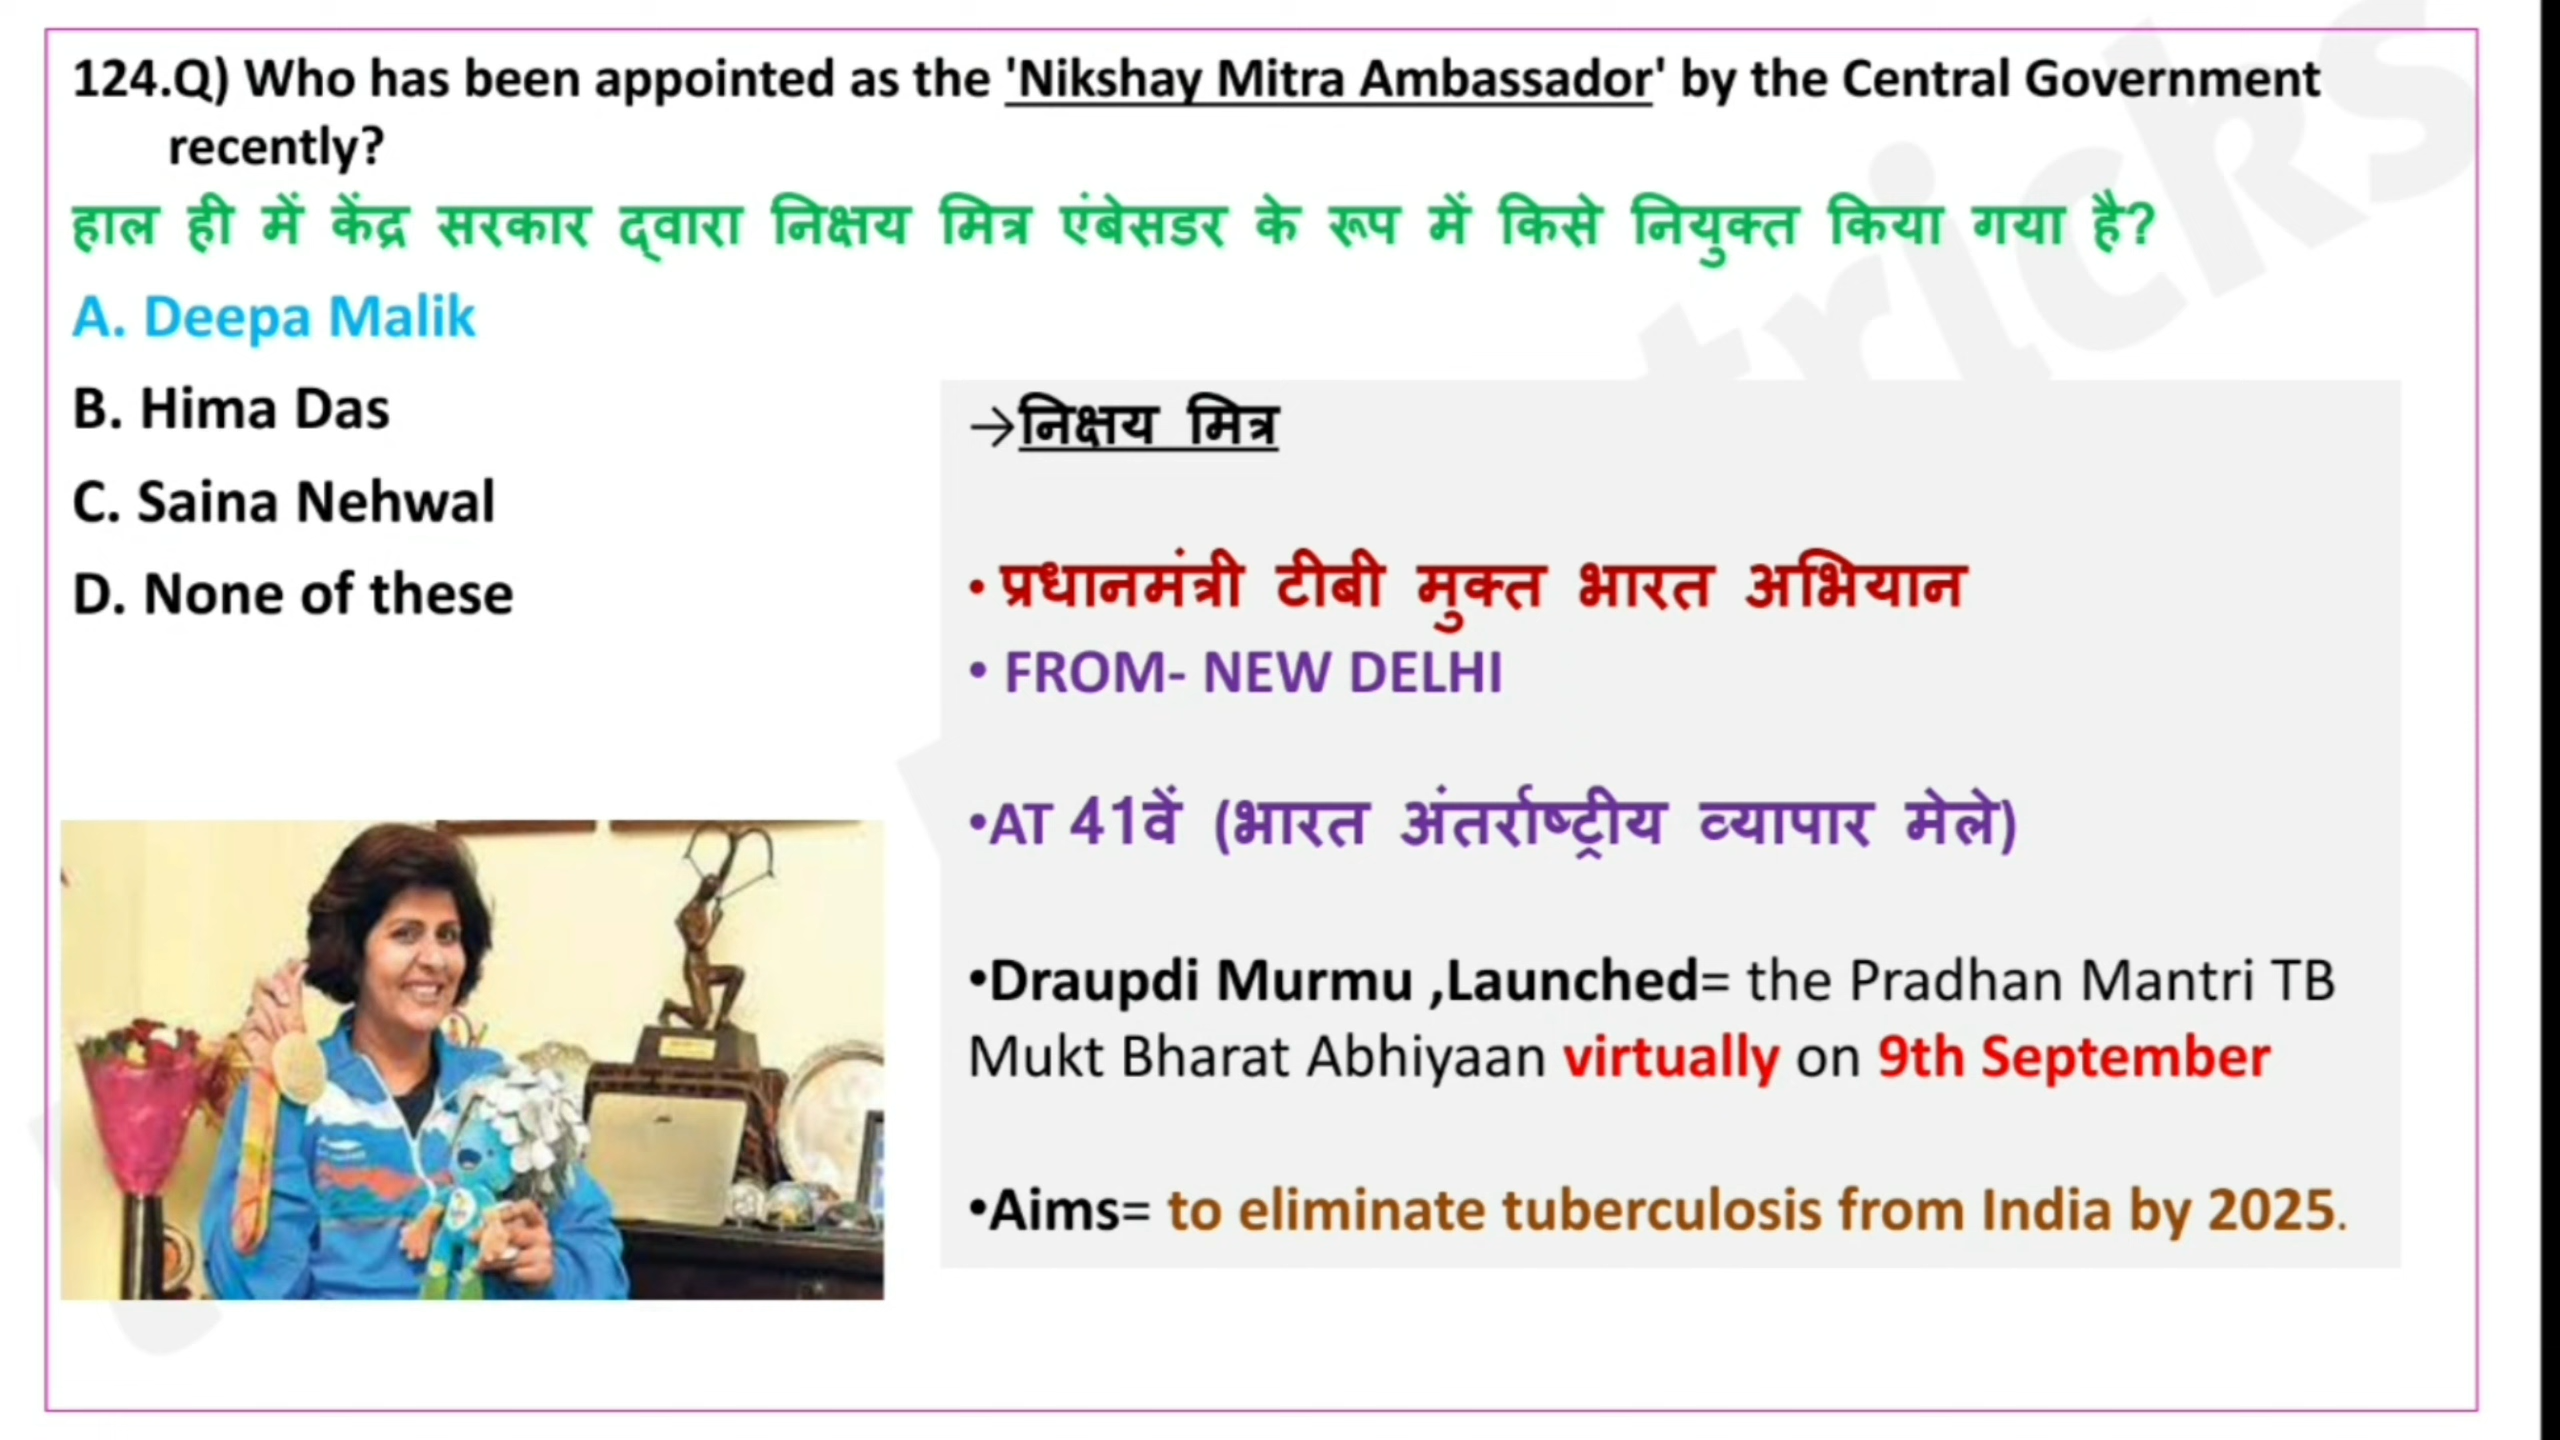 124.Q) Who has been appointed as the 'Nikshay Mitra Ambassador' by the Central Government
recently?
हाल ही में केंद्र सरकार द्वारा निक्षय मित्र एंबेसडर के रूप में किसे नियुक्त किया गया है?
A. Deepa Malik
B. Hima Das
C. Saina Nehwal
D. None of these
→निक्षय मित्र
• प्रधानमंत्री टीबी मुक्त भारत अभियान
• FROM- NEW DELHI
•AT 41वें (भारत अंतर्राष्ट्रीय व्यापार मेले)
•Draupdi Murmu ,Launched= the Pradhan Mantri TB
Mukt Bharat Abhiyaan virtually on 9th September
•Aims= to eliminate tuberculosis from India by 2025.
tricks